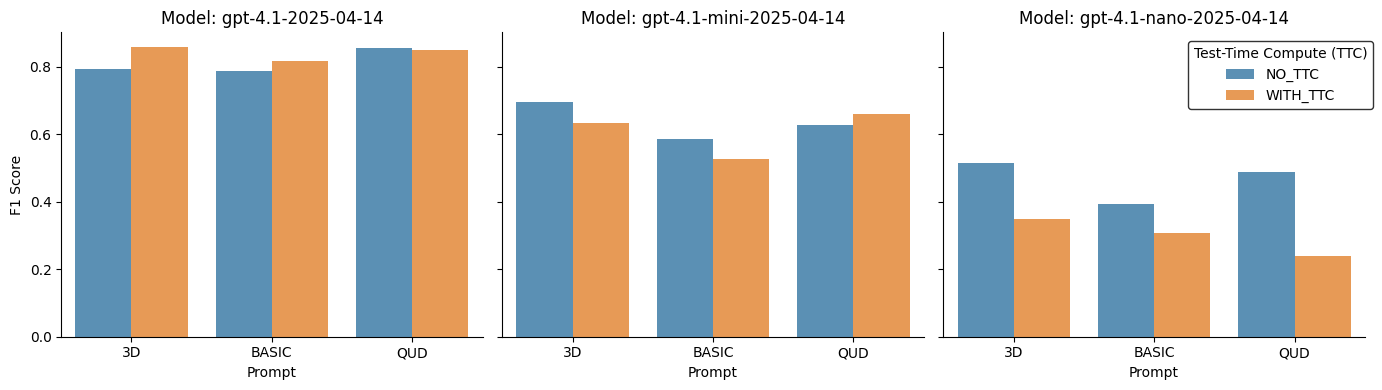 Model: gpt-4.1-2025-04-14
Model: gpt-4.1-mini-2025-04-14
Model: gpt-4.1-nano-2025-04-14
Test-Time Compute (TTC)
NO_TTC
WITH_TTC
F1 Score
0.8
0.6
0.4
0.2
0.0
3D
BASIC
QUD
3D
BASIC
QUD
3D
BASIC
QUD
Prompt
Prompt
Prompt